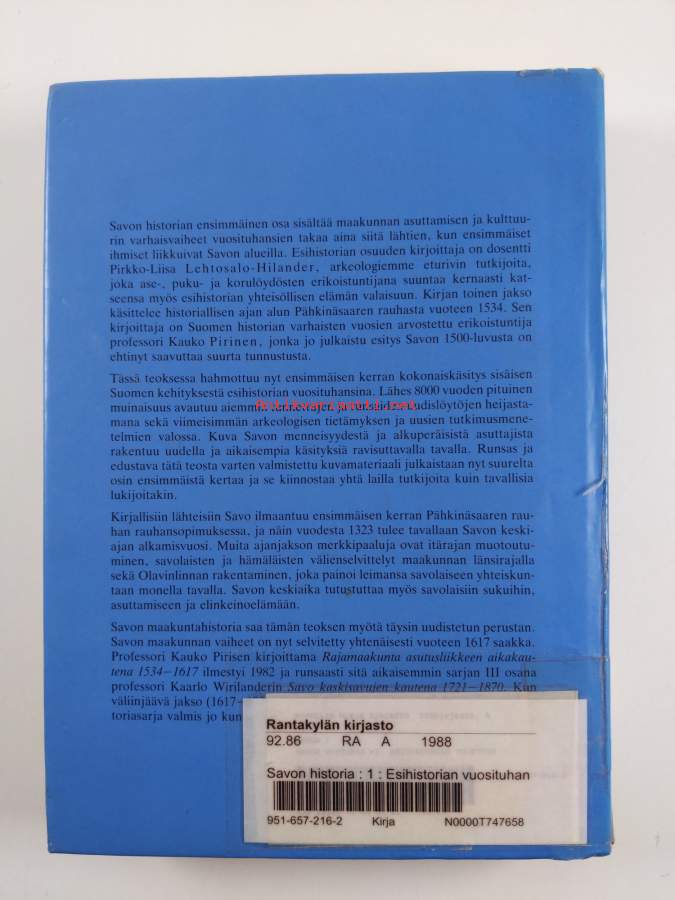 Savon historian ensimmäinen osa sisältää maakunnan asuttamisen ja kulttuu-
rin varhaisvaiheet vuosituhansien takaa aina siitä lähtien, kun ensimmäiset
ihmiset liikkuivat Savon alueilla. Esihistorian osuuden kirjoittaja on dosentti
Pirkko-Liisa Lehtosalo-Hilander, arkeologiemme eturivin tutkijoita,
joka ase-, puku- ja korulöydösten erikoistuntijana suuntaa kernaasti kat-
seensa myös esihistorian yhteisöllisen elämän valaisuun. Kirjan toinen jakso
käsittelee historiallisen ajan alun Pähkinäsaaren rauhasta vuoteen 1534. Sen
kirjoittaja on Suomen historian varhaisten vuosien arvostettu erikoistuntija
professori Kauko Pirinen, jonka jo julkaistu esitys Savon 1500-luvusta on
ehtinyt saavuttaa suurta tunnustusta.
Tässä teoksessa hahmottuu nyt ensimmäisen kerran kokonaiskäsitys sisäisen
Suomen kehityksestä esihistorian vuosituhansina. Lähes 8000 vuoden pituinen
muinaisuus avautuu uudislöytöjen heijasta-
Antikvaari.net
mana sekä viimeisimmän arkeologisen tietämyksen ja uusien tutkimusmene-
telmien valossa. Kuva Savon menneisyydestä ja alkuperäisistä asuttajista
rakentuu uudella ja aikaisempia käsityksiä ravisuttavalla tavalla. Runsas ja
edustava tätä teosta varten valmistettu kuvamateriaali julkaistaan nyt suurelta
osin ensimmäistä kertaa ja se kiinnostaa yhtä lailla tutkijoita kuin tavallisia
lukijoitakin.
Kirjallisiin lähteisiin Savo ilmaantuu ensimmäisen kerran Pähkinäsaaren rau-
han rauhansopimuksessa, ja näin vuodesta 1323 tulee tavallaan Savon keski-
ajan alkamisvuosi. Muita ajanjakson merkkipaaluja ovat itärajan muotoutu-
minen, savolaisten ja hämäläisten välienselvittelyt maakunnan länsirajalla
sekä Olavinlinnan rakentaminen, joka painoi leimansa savolaiseen yhteiskun-
taan monella tavalla. Savon keskiaika tutustuttaa myös savolaisiin sukuihin,
asuttamiseen ja elinkeinoelämään.
Savon maakuntahistoria saa tämän teoksen myötä täysin uudistetun perustan.
Savon maakunnan vaiheet on nyt selvitetty yhtenäisesti vuoteen 1617 saakka.
Professori Kauko Pirisen kirjoittama Rajamaakunta asutusliikkeen aikakau-
tena 1534—1617 ilmestyi 1982 ja runsaasti sitä aikaisemmin sarjan III osana
professori Kaarlo Wirilanderin Savo kaskisavujen kautena 1721—1870. Kun
väliinjäävä jakso (1617-
toriasarja valmis jo kun
Rantakylän kirjasto
92.86 RA A 1988
Savon historia : 1 : Esihistorian vuosituhan
951-657-216-2 Kirja N0000T747658